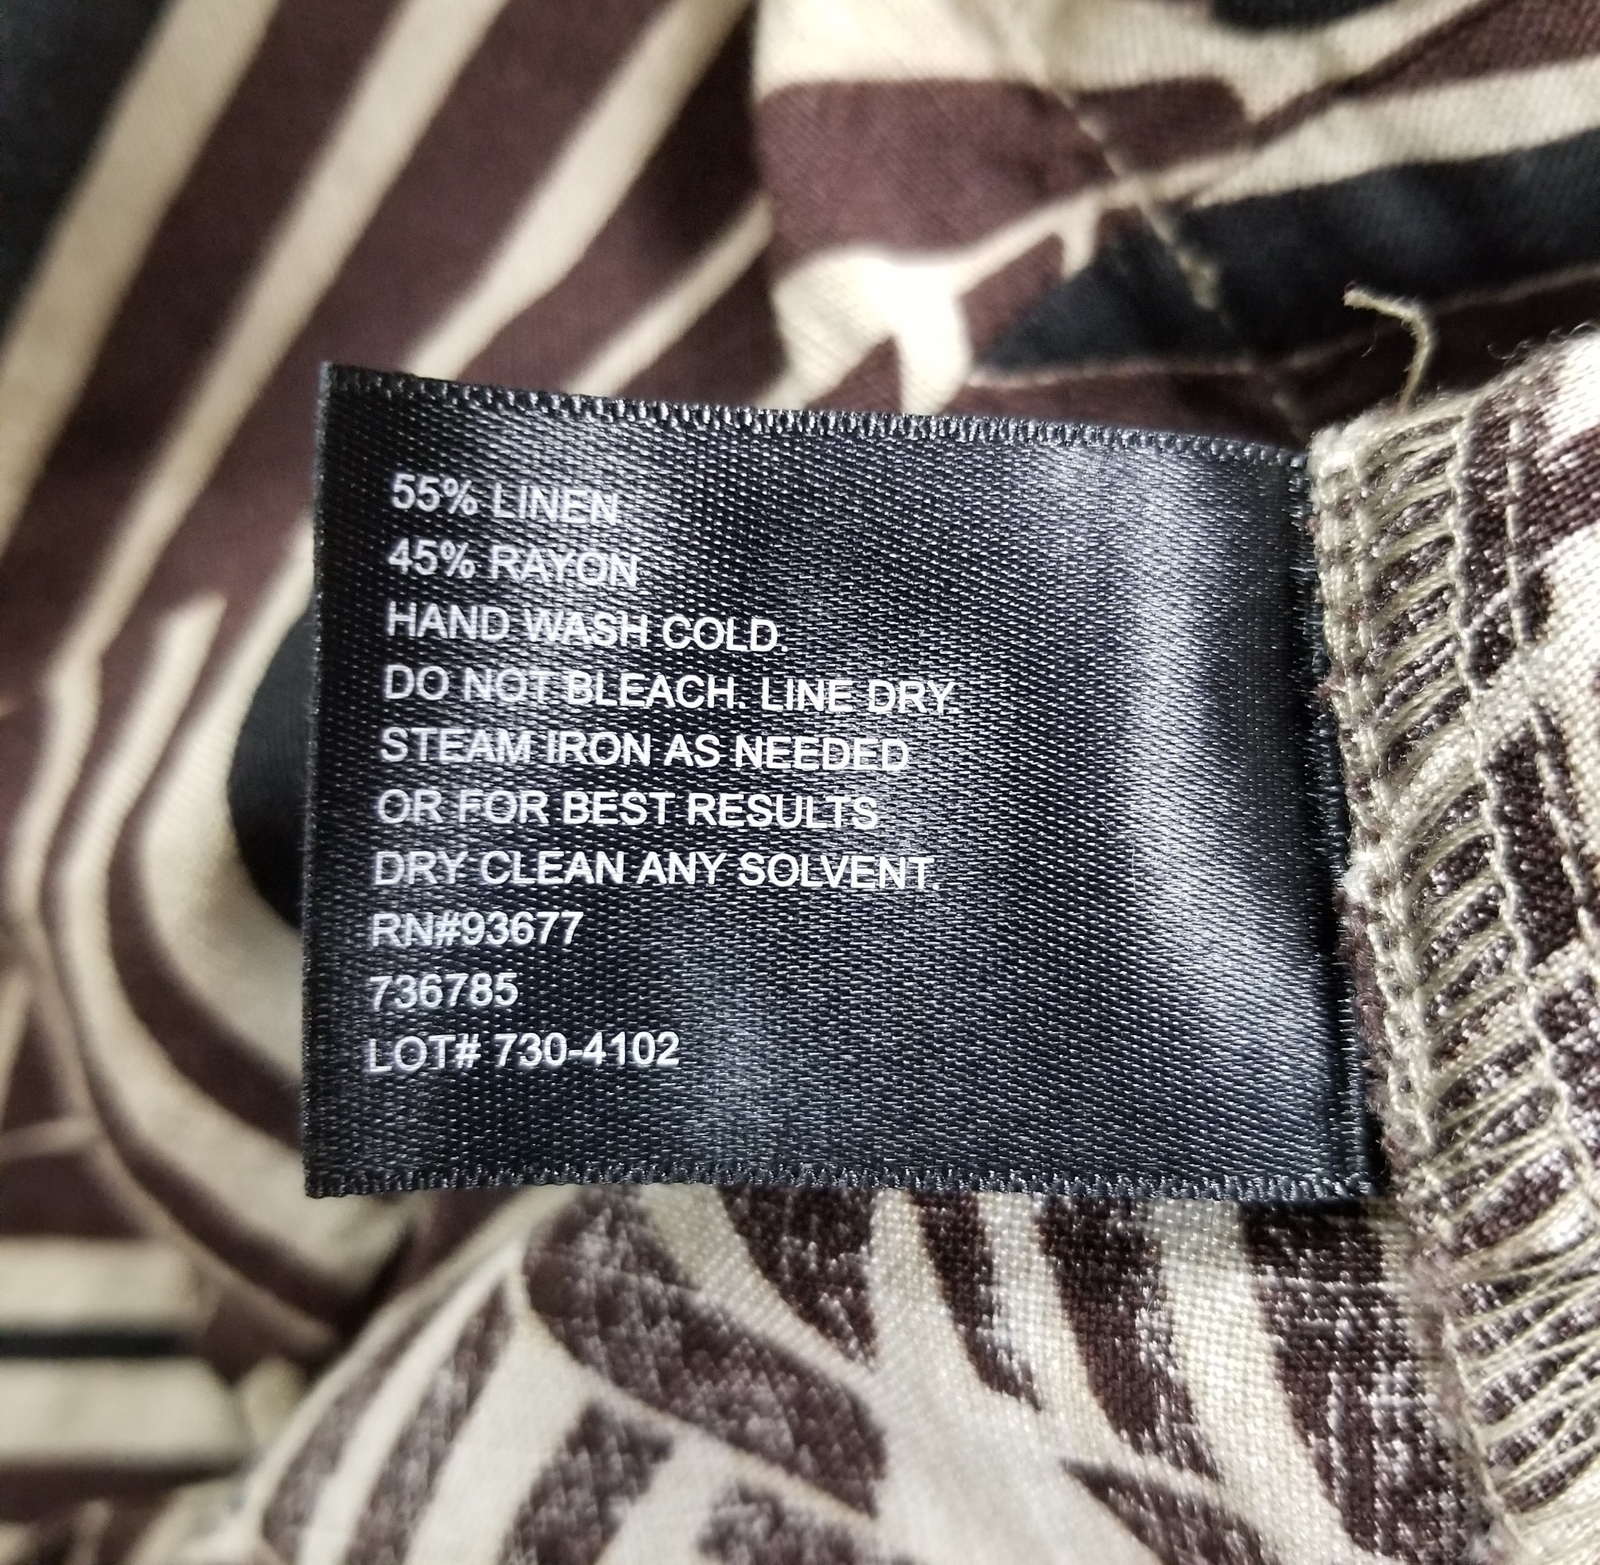 55% LINEN
45% RAYON
HAND WASH COLD.
DO NOT BLEACH. LINE DRY.
STEAM IRON AS NEEDED
OR FOR BEST RESULTS
DRY CLEAN ANY SOLVENT.
RN#93677
736785
LOT# 730-4102